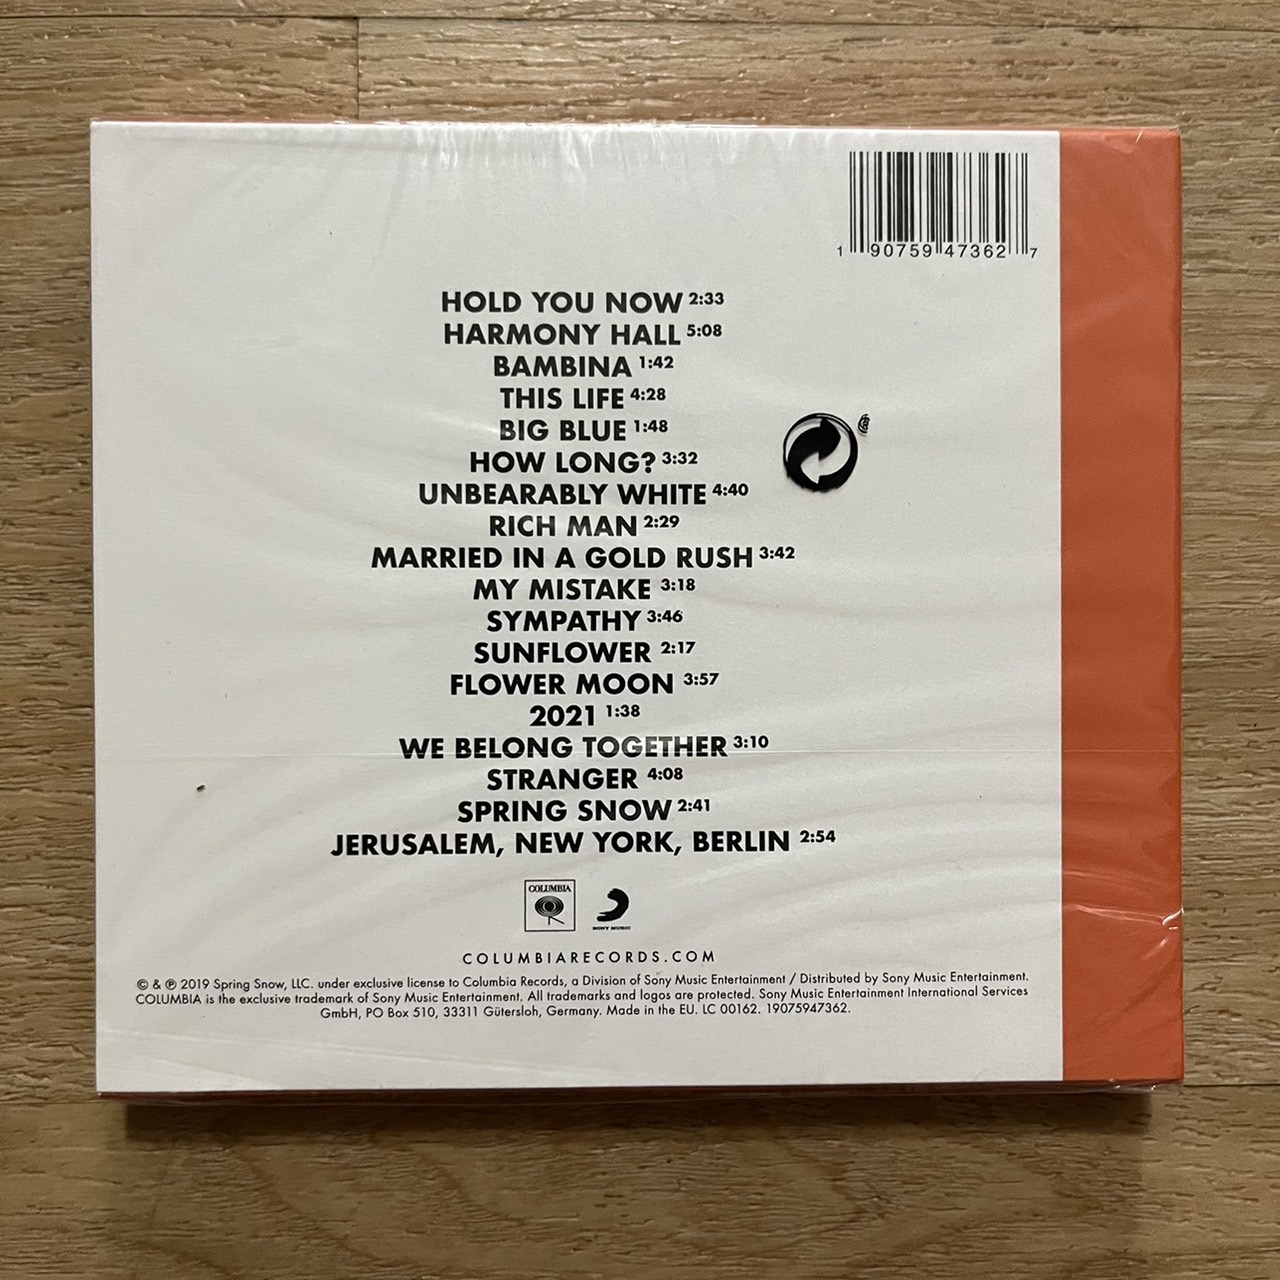 1 90759 47362 7
HOLD YOU NOW 2:33
HARMONY HALL 5:08
BAMBINA 1:42
THIS LIFE 4:28
BIG BLUE 1:48
HOW LONG? 3:32
UNBEARABLY WHITE 4:40
RICH MAN 2:29
MARRIED IN A GOLD RUSH 3:42
MY MISTAKE 3:18
SYMPATHY 3:46
SUNFLOWER 2:17
FLOWER MOON 3:57
2021 1:38
WE BELONG TOGETHER 3:10
STRANGER 4:08
SPRING SNOW 2:41
JERUSALEM, NEW YORK, BERLIN 2:54
COLUMBIA
SONY MUSIC
COLUMBIARECORDS.COM
© & ℗ 2019 Spring Snow, LLC. under exclusive license to Columbia Records, a Division of Sony Music Entertainment / Distributed by Sony Music Entertainment.
COLUMBIA is the exclusive trademark of Sony Music Entertainment. All trademarks and logos are protected. Sony Music Entertainment International Services
GmbH, PO Box 510, 33311 Gütersloh, Germany. Made in the EU. LC 00162. 19075947362.